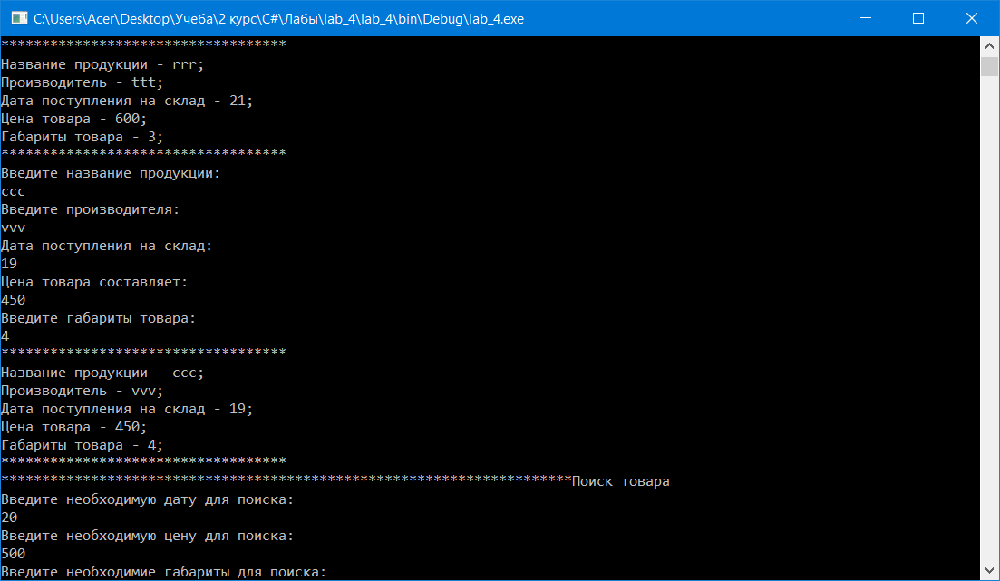 C:\Users\Acer\Desktop\Учеба\2 курс\C#\Лабы\lab_4\lab_4\bin\Debug\lab_4.exe
***********************************
Название продукции - rrr;
Производитель - ttt;
Дата поступления на склад - 21;
Цена товара - 600;
Габариты товара - 3;
***********************************
Введите название продукции:
ccc
Введите производителя:
vvv
Дата поступления на склад:
19
Цена товара составляет:
450
Введите габариты товара:
4
***********************************
Название продукции - ccc;
Производитель - vvv;
Дата поступления на склад - 19;
Цена товара - 450;
Габариты товара - 4;
***********************************
**********************************************************************Поиск товара
Введите необходимую дату для поиска:
20
Введите необходимую цену для поиска:
500
Введите необходимие габариты для поиска: